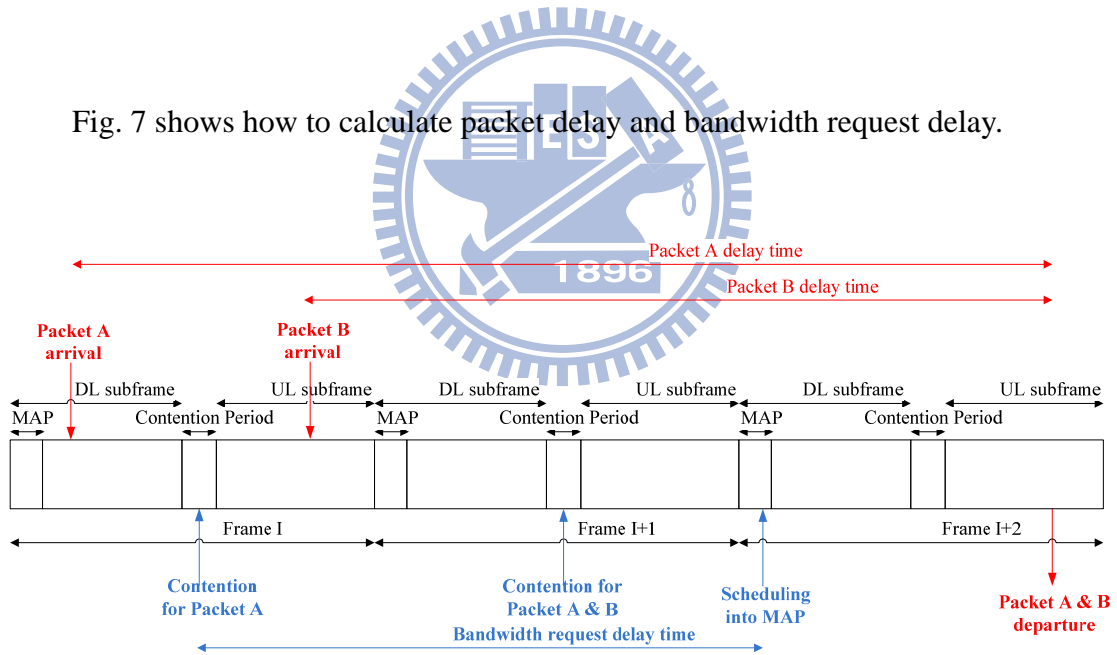 Fig. 7 shows how to calculate packet delay and bandwidth request delay.
ES
1896
Packet A delay time
Packet B delay time
Packet A
arrival
Packet B
arrival
DL subframe
UL subframe
DL subframe
UL subframe
DL subframe
UL subframe
MAP
Contention Period
MAP
Contention Period
MAP
Contention Period
Frame I
Frame I+1
Frame I+2
Contention
for Packet A
Contention for
Packet A & B
Scheduling
into MAP
Packet A & B
departure
Bandwidth request delay time